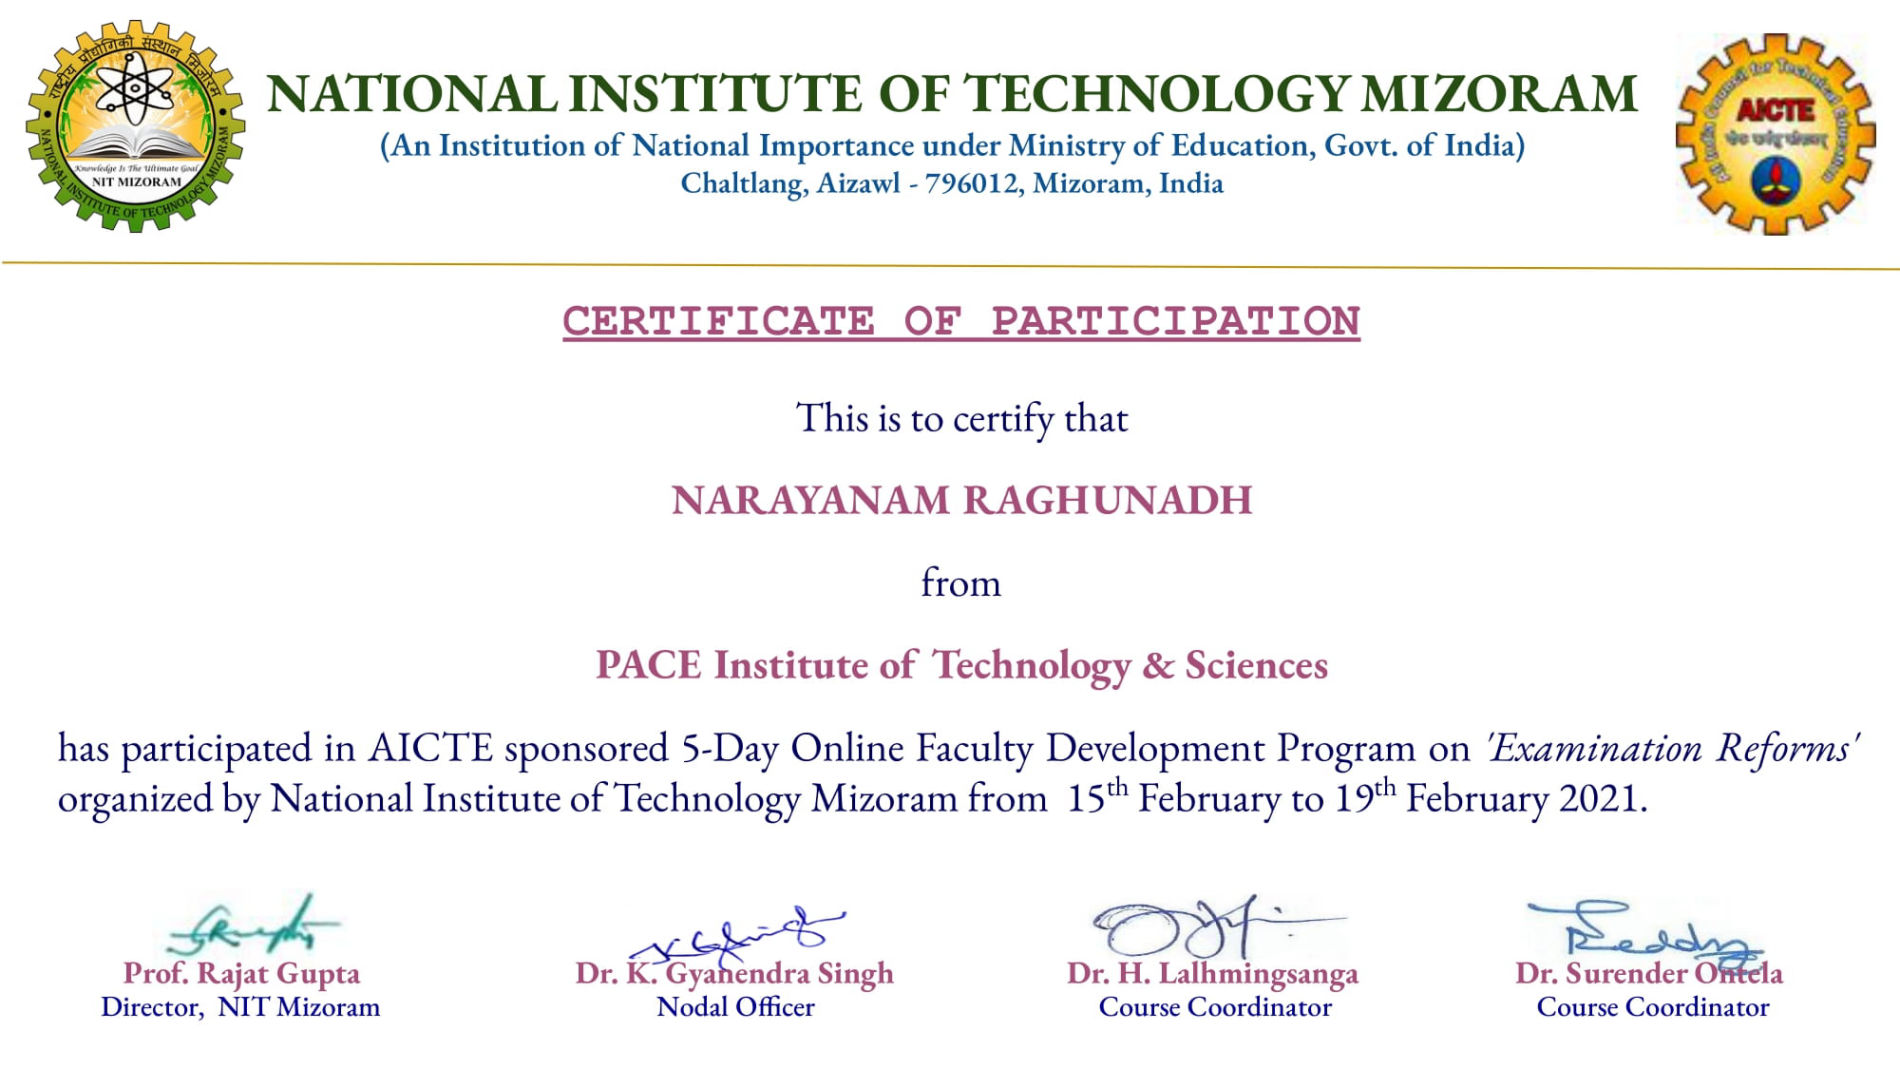 राष्ट्रीय प्रौद्योगिकी संस्थान मिज़ोरम
Knowledge Is The Ultimate Goal
NIT MIZORAM
NATIONAL INSTITUTE OF TECHNOLOGY MIZORAM
NATIONAL INSTITUTE OF TECHNOLOGY MIZORAM
(An Institution of National Importance under Ministry of Education, Govt. of India)
Chaltlang, Aizawl - 796012, Mizoram, India
All India Council for Technical Education
AICTE
CERTIFICATE OF PARTICIPATION
This is to certify that
NARAYANAM RAGHUNADH
from
PACE Institute of Technology & Sciences
has participated in AICTE sponsored 5-Day Online Faculty Development Program on 'Examination Reforms'
organized by National Institute of Technology Mizoram from 15th February to 19th February 2021.
Prof. Rajat Gupta
Director, NIT Mizoram
Dr. K. Gyanendra Singh
Nodal Officer
Dr. H. Lalhmingsanga
Course Coordinator
Reddy
Dr. Surender Ontela
Course Coordinator